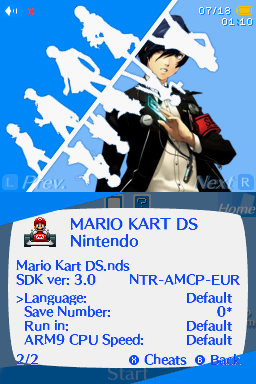 07/18
01:10
L Prev.
Next R
Home
MARIO KART DS
Nintendo
Mario Kart DS.nds
SDK ver: 3.0 NTR-AMCP-EUR
>Language: Default
Save Number: 0*
Run in: Default
ARM9 CPU Speed: Default
2/2 X Cheats B Back
Start